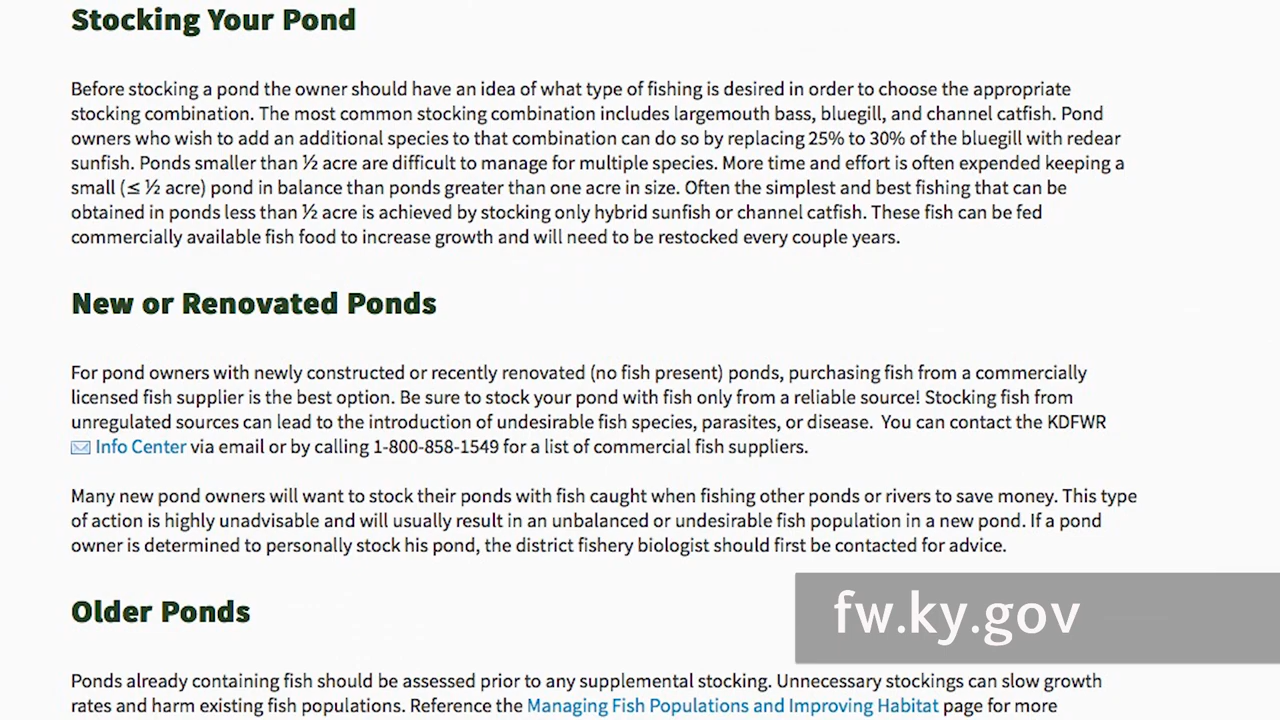 Stocking Your Pond
Before stocking a pond the owner should have an idea of what type of fishing is desired in order to choose the appropriate
stocking combination. The most common stocking combination includes largemouth bass, bluegill, and channel catfish. Pond
owners who wish to add an additional species to that combination can do so by replacing 25% to 30% of the bluegill with redear
sunfish. Ponds smaller than ½ acre are difficult to manage for multiple species. More time and effort is often expended keeping a
small (≤ ½ acre) pond in balance than ponds greater than one acre in size. Often the simplest and best fishing that can be
obtained in ponds less than ½ acre is achieved by stocking only hybrid sunfish or channel catfish. These fish can be fed
commercially available fish food to increase growth and will need to be restocked every couple years.
New or Renovated Ponds
For pond owners with newly constructed or recently renovated (no fish present) ponds, purchasing fish from a commercially
licensed fish supplier is the best option. Be sure to stock your pond with fish only from a reliable source! Stocking fish from
unregulated sources can lead to the introduction of undesirable fish species, parasites, or disease. You can contact the KDFWR
Info Center via email or by calling 1-800-858-1549 for a list of commercial fish suppliers.
Many new pond owners will want to stock their ponds with fish caught when fishing other ponds or rivers to save money. This type
of action is highly unadvisable and will usually result in an unbalanced or undesirable fish population in a new pond. If a pond
owner is determined to personally stock his pond, the district fishery biologist should first be contacted for advice.
Older Ponds
fw.ky.gov
Ponds already containing fish should be assessed prior to any supplemental stocking. Unnecessary stockings can slow growth
rates and harm existing fish populations. Reference the Managing Fish Populations and Improving Habitat page for more